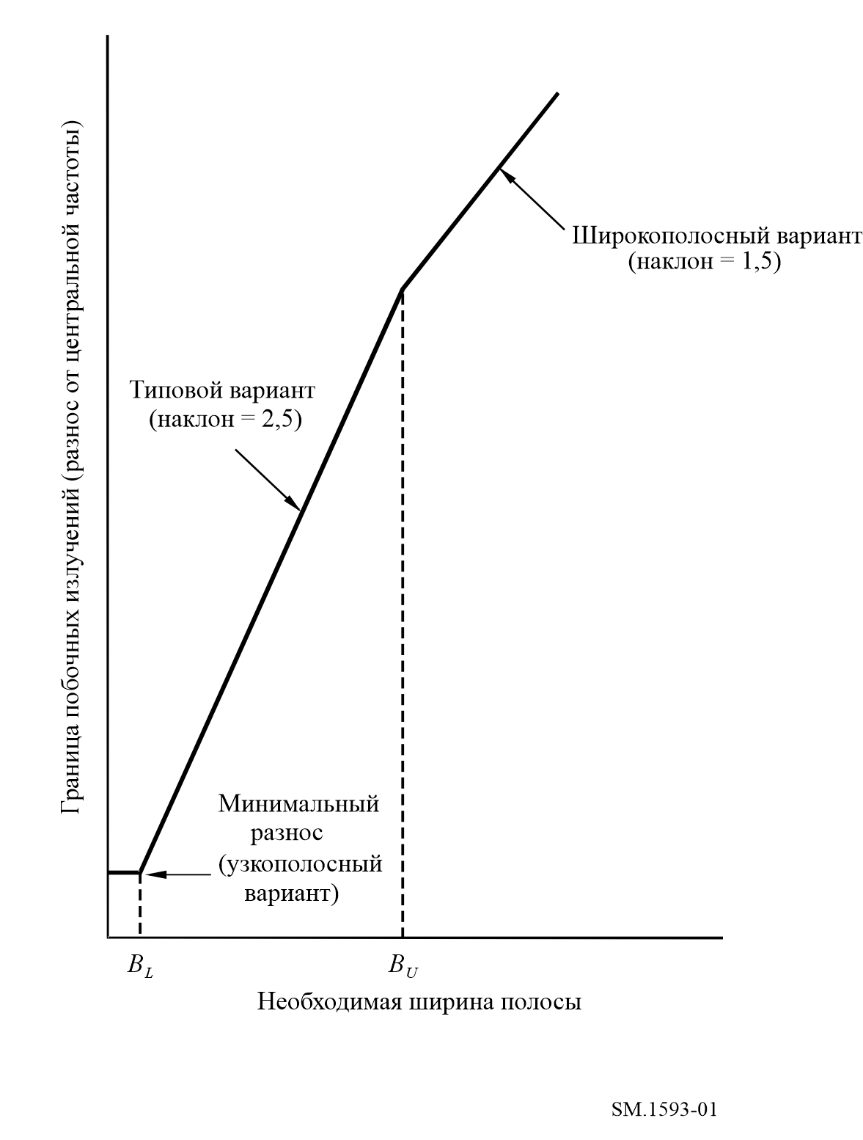 Граница побочных излучений (разнос от центральной частоты)
Широкополосный вариант
(наклон = 1,5)
Типовой вариант
(наклон = 2,5)
Минимальный
разнос
(узкополосный
вариант)
B_L
B_U
Необходимая ширина полосы
SM.1593-01